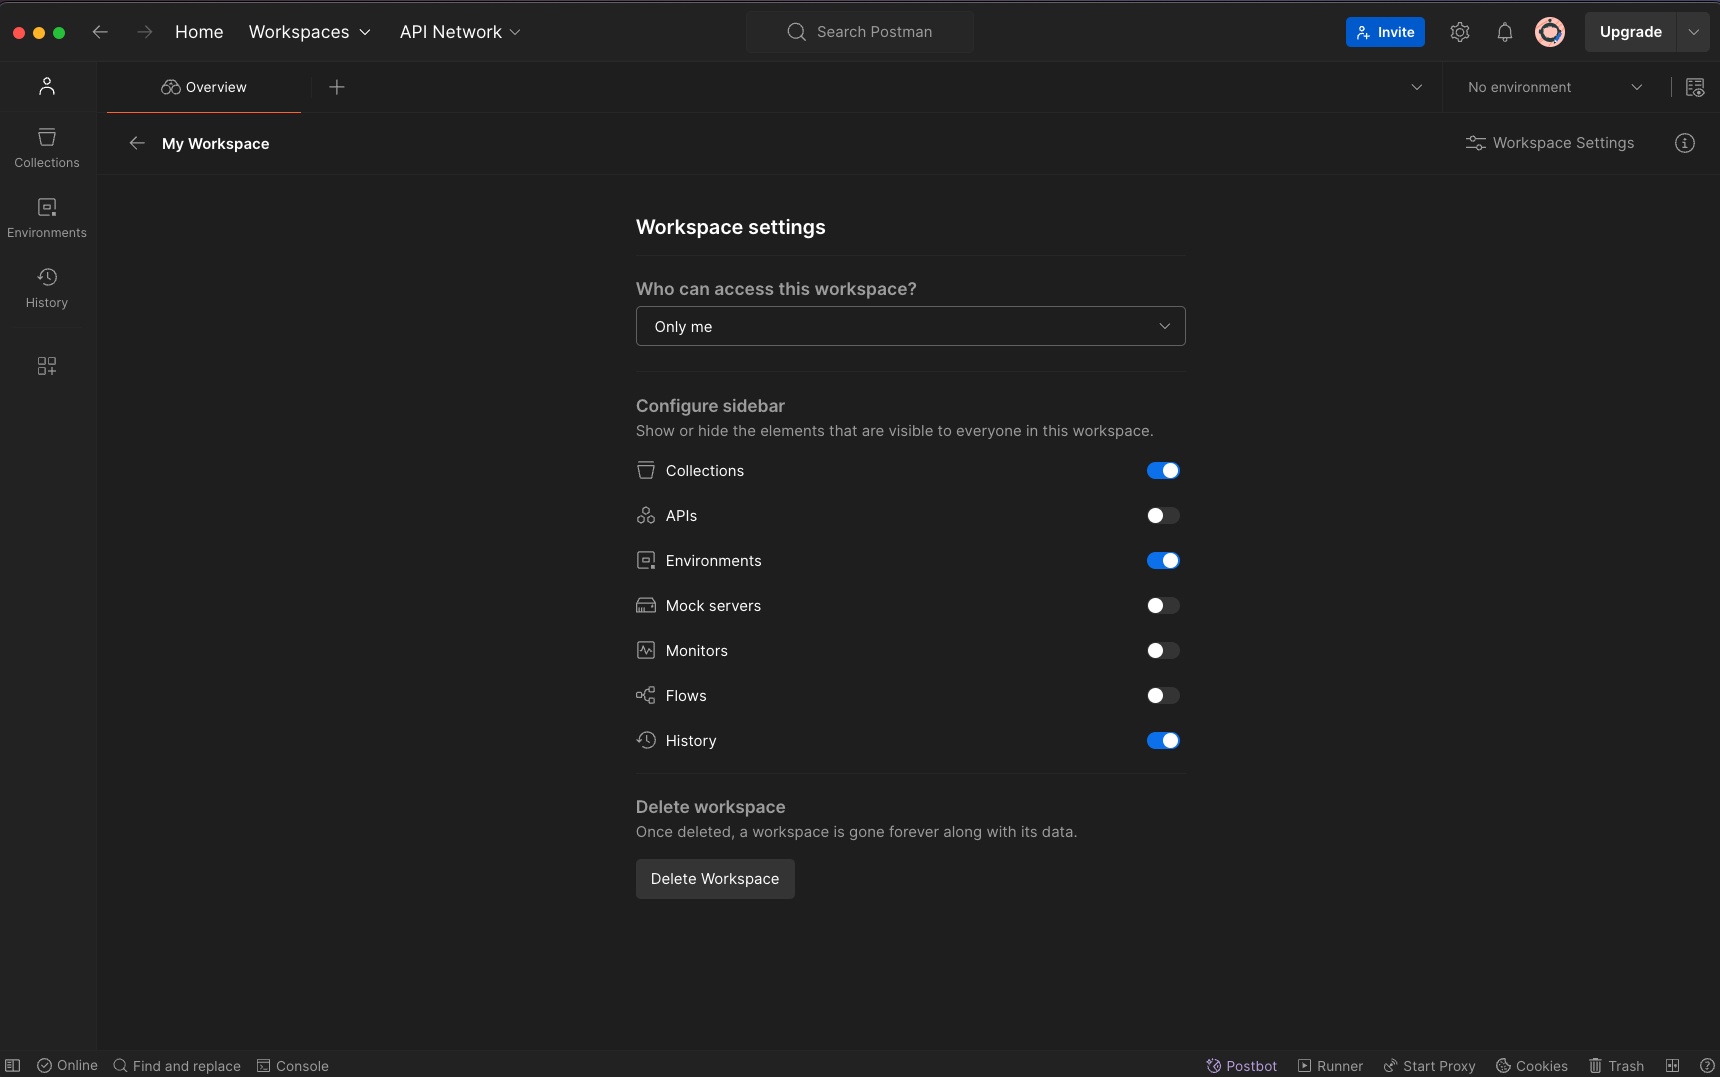 Home
Workspaces
API Network
Search Postman
Invite
Upgrade
Overview
No environment
My Workspace
Workspace Settings
Collections
Environments
History
Workspace settings
Who can access this workspace?
Only me
Configure sidebar
Show or hide the elements that are visible to everyone in this workspace.
Collections
APIs
Environments
Mock servers
Monitors
Flows
History
Delete workspace
Once deleted, a workspace is gone forever along with its data.
Delete Workspace
Online
Find and replace
Console
Postbot
Runner
Start Proxy
Cookies
Trash